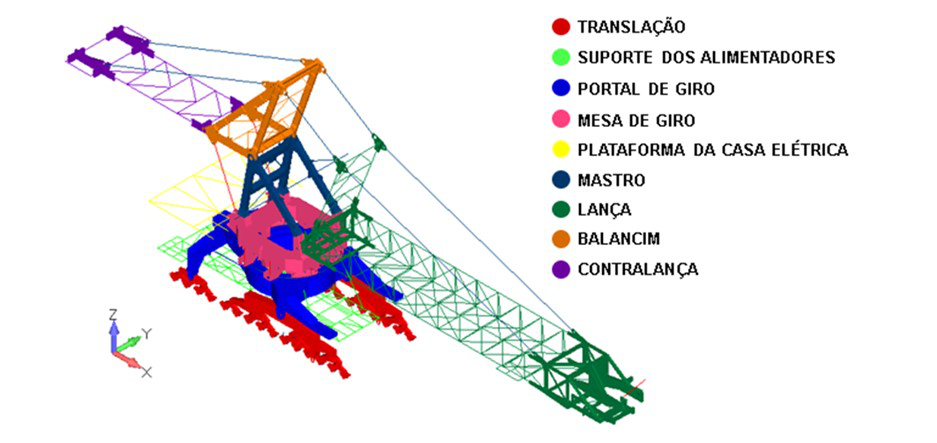 TRANSLAÇÃO
SUPORTE DOS ALIMENTADORES
PORTAL DE GIRO
MESA DE GIRO
PLATAFORMA DA CASA ELÉTRICA
MASTRO
LANÇA
BALANCIM
CONTRALANÇA
Z
Y
X